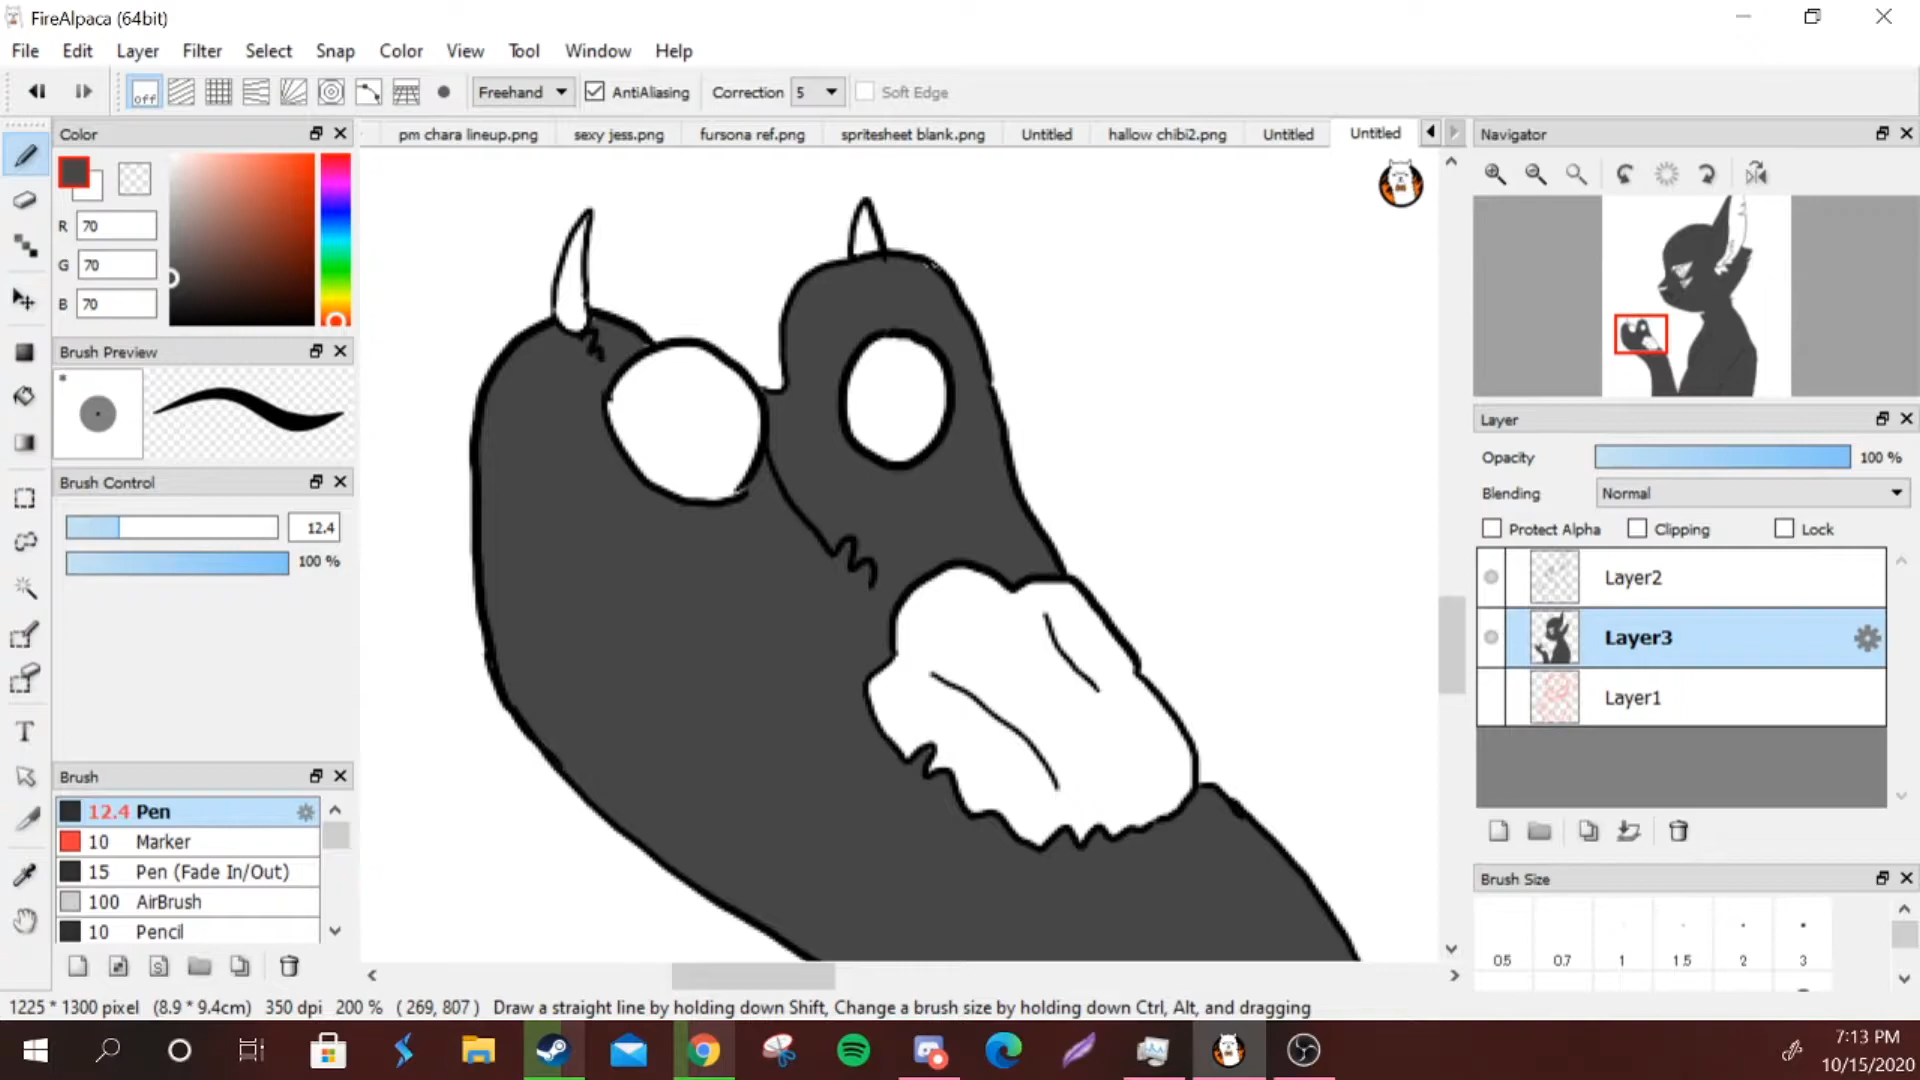 FireAlpaca (64bit)
File Edit Layer Filter Select Snap Color View Tool Window Help
off Freehand AntiAliasing Correction 5 Soft Edge
Color
pm chara lineup.png sexy jess.png fursona ref.png spritesheet blank.png Untitled hallow chibi2.png Untitled Untitled
Navigator
R 70
G 70
B 70
Brush Preview
Layer
Opacity 100 %
Brush Control
Blending Normal
12.4
Protect Alpha Clipping Lock
100 %
Layer2
Layer3
Layer1
T
Brush
12.4 Pen
10 Marker
15 Pen (Fade In/Out)
100 AirBrush
10 Pencil
Brush Size
0.5 0.7 1 1.5 2 3
1225 * 1300 pixel (8.9 * 9.4cm) 350 dpi 200 % ( 269, 807 ) Draw a straight line by holding down Shift, Change a brush size by holding down Ctrl, Alt, and dragging
7:13 PM
10/15/2020